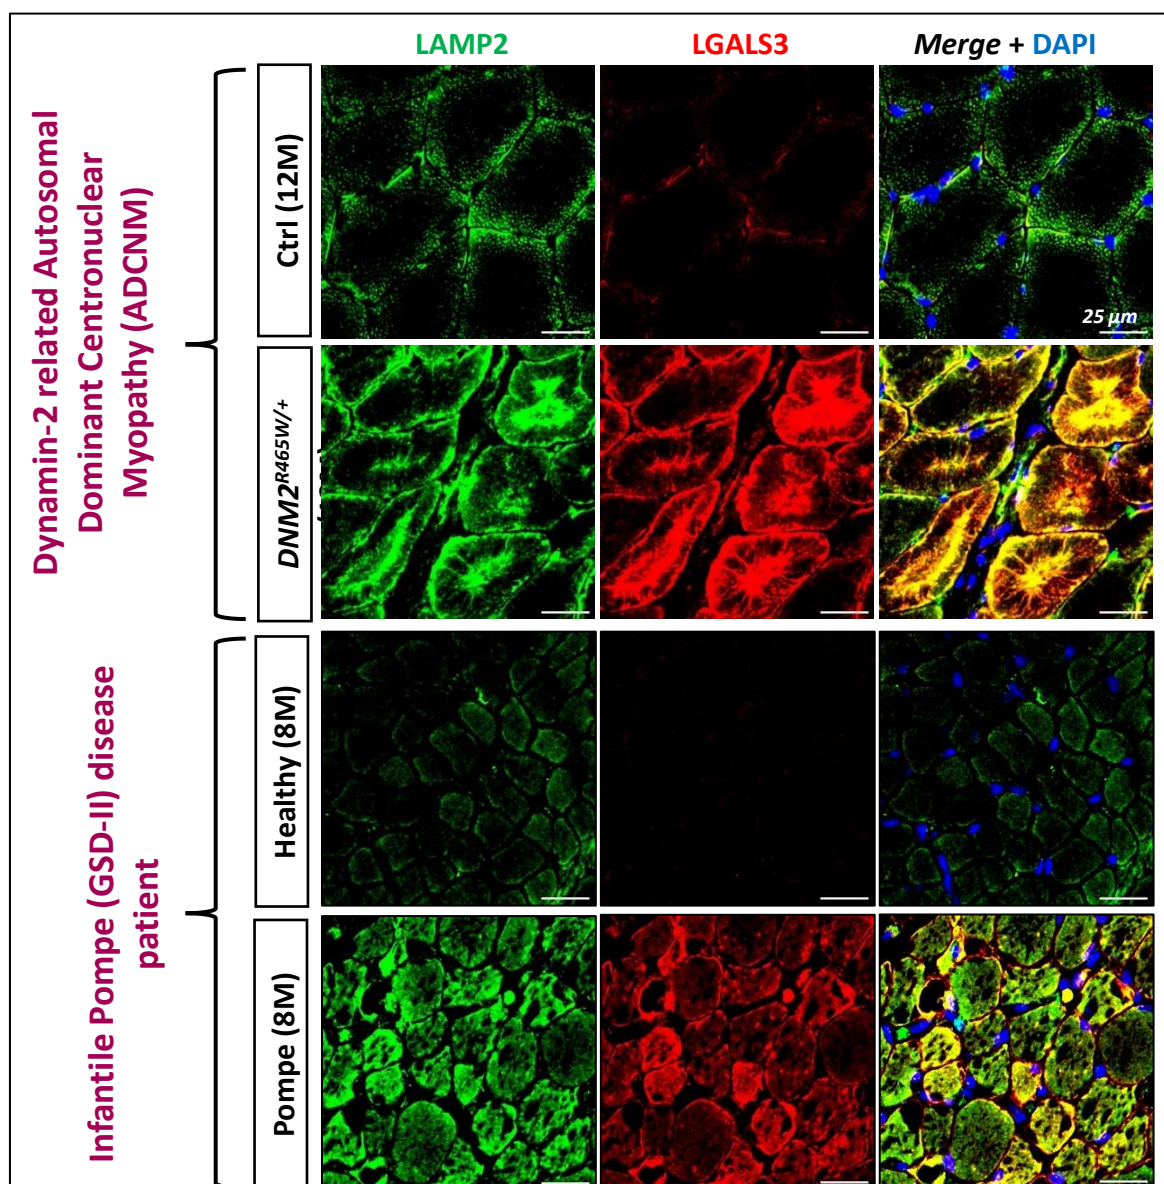 LAMP2 LGALS3 Merge + DAPI
Dynamin-2 related Autosomal
Dominant Centronuclear
Myopathy (ADCNM)
Ctrl (12M)
25 µm
DNM2R465W/+
Infantile Pompe (GSD-II) disease
patient
Healthy (8M)
Pompe (8M)